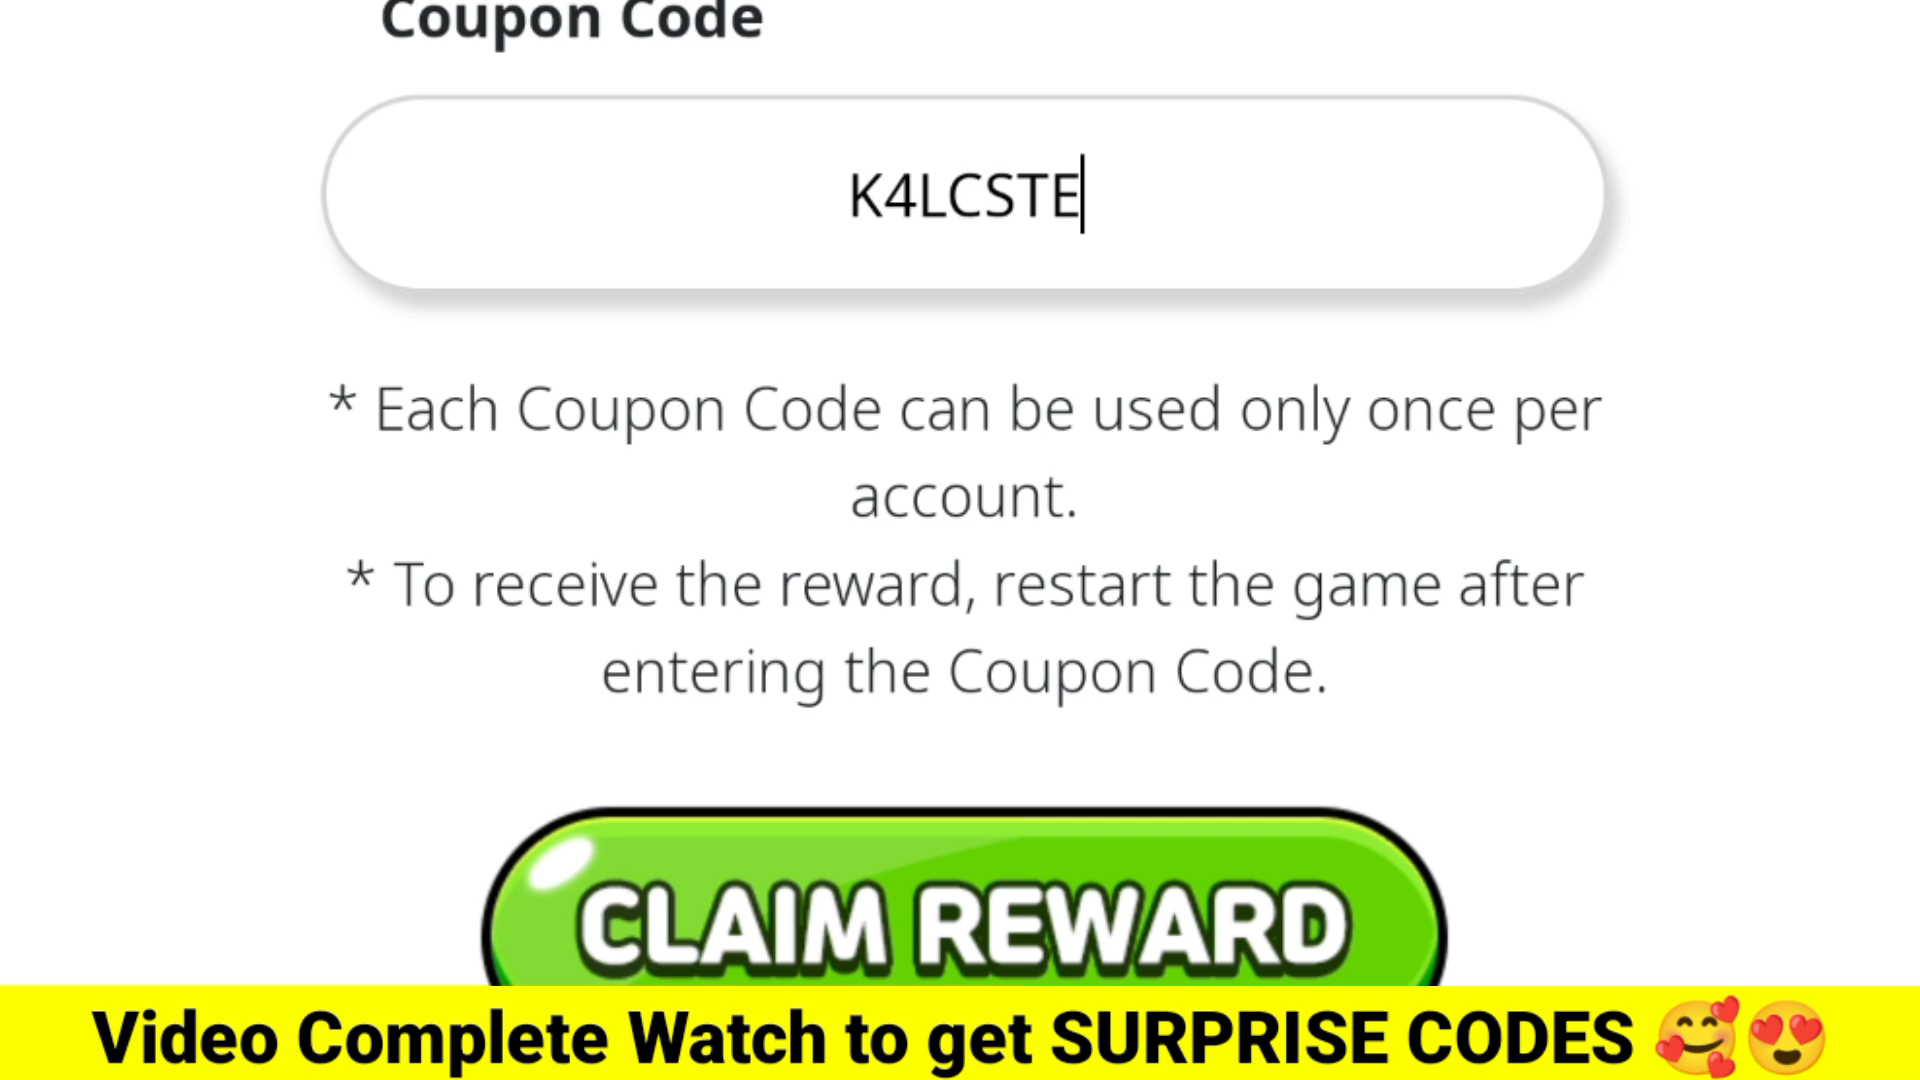 Coupon Code
K4LCSTE
* Each Coupon Code can be used only once per
account.
* To receive the reward, restart the game after
entering the Coupon Code.
CLAIM REWARD
Video Complete Watch to get SURPRISE CODES 🥰😍